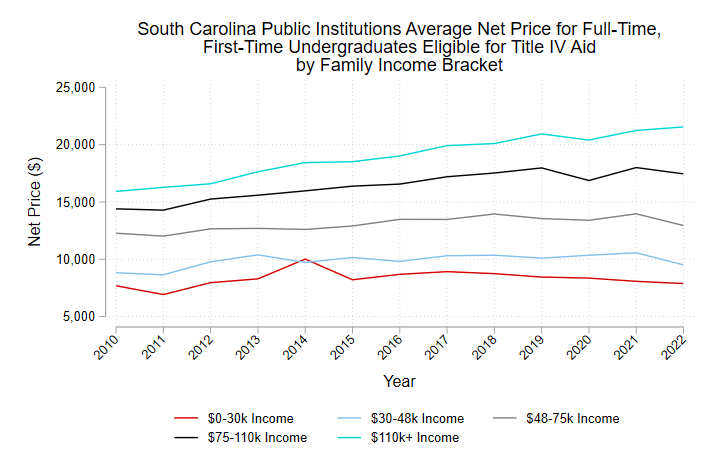 South Carolina Public Institutions Average Net Price for Full-Time,
First-Time Undergraduates Eligible for Title IV Aid
by Family Income Bracket
Net Price ($)
25,000
20,000
15,000
10,000
5,000
2010 2011 2012 2013 2014 2015 2016 2017 2018 2019 2020 2021 2022
Year
$0-30k Income $30-48k Income $48-75k Income
$75-110k Income $110k+ Income